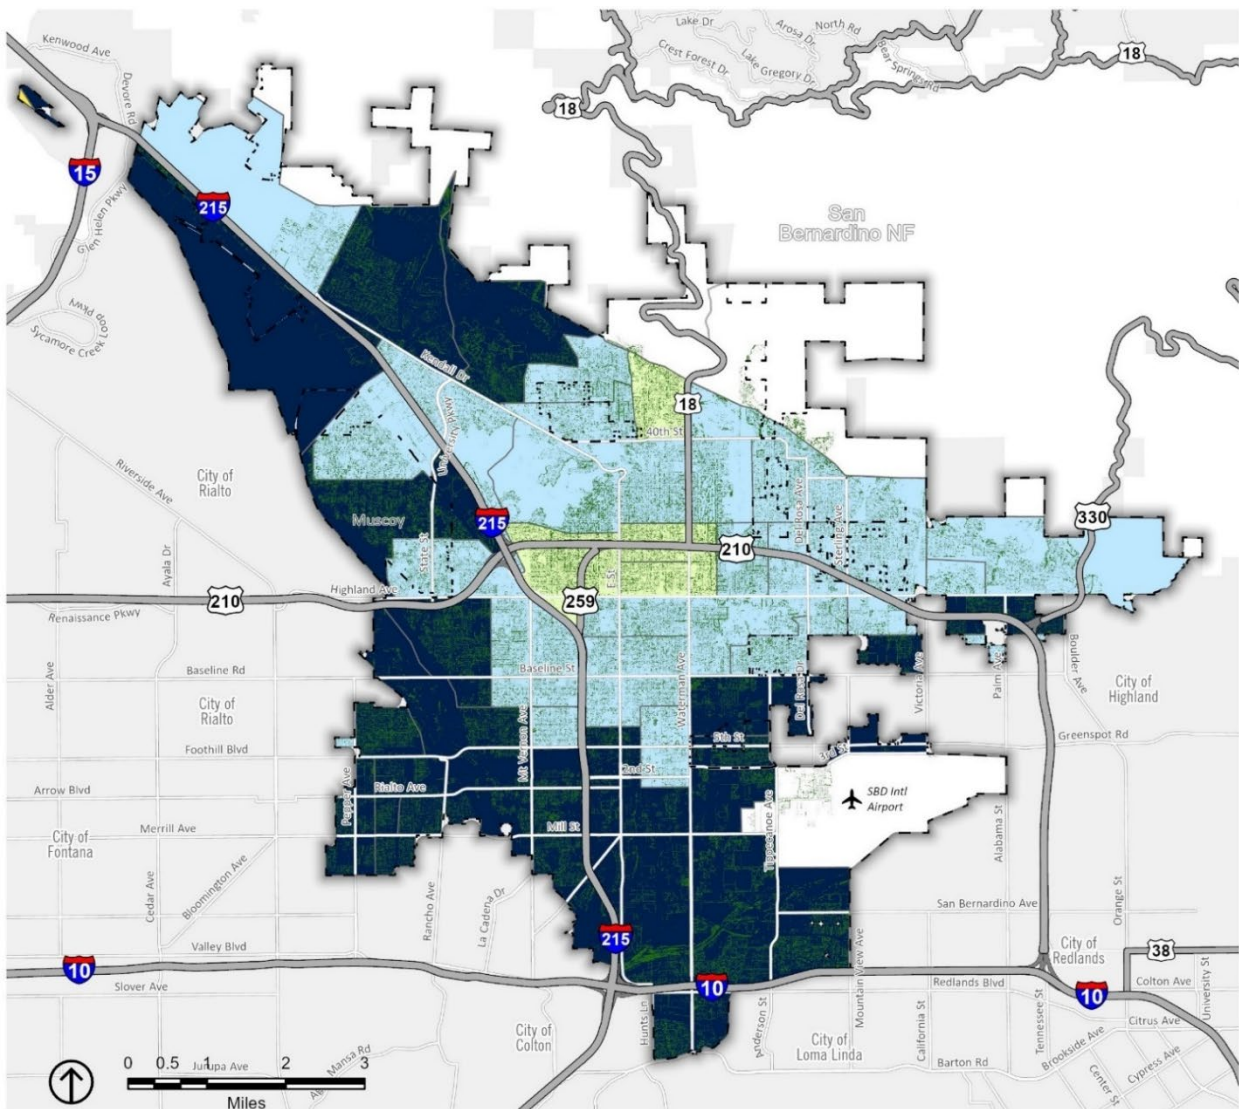 Kenwood Ave
Devore Rd
15
Glen Helen Pkwy
Sycamore Creek Loop Pkwy
215
Lake Dr
Arosa Dr
North Rd
Crest Forest Dr
Lake Gregory Dr
Bear Springs Rd
18
18
San
Bernardino NF
Kendall Dr
University Pkwy
18
40th St
Riverside Ave
City of
Rialto
Muscoy
215
State St
Del Rosa Ave
Sterling Ave
330
210
Ayala Dr
210
Highland Ave
Renaissance Pkwy
259
E St
Alder Ave
Baseline Rd
Baseline St
Waterman Ave
Del Rosa Dr
Victoria Ave
Palm Ave
Boulder Ave
City of
Highland
City of
Rialto
Foothill Blvd
Mt Vernon Ave
5th St
3rd St
Greenspot Rd
2nd St
Arrow Blvd
Pepper Ave
Rialto Ave
SBD Intl
Airport
Tippecanoe Ave
Alabama St
City of
Fontana
Merrill Ave
Mill St
Cedar Ave
Bloomington Ave
Rancho Ave
La Cadena Dr
San Bernardino Ave
Orange St
Mountain View Ave
Valley Blvd
215
City of
Redlands
38
10
Slover Ave
10
Redlands Blvd
10
Colton Ave
University St
City of
Colton
Hunts Ln
Anderson St
City of
Loma Linda
California St
Tennessee St
Citrus Ave
Brookside Ave
Cypress Ave
Center St
Barton Rd
Jurupa Ave
Mansa Rd
0 0.5 1 2 3
Miles